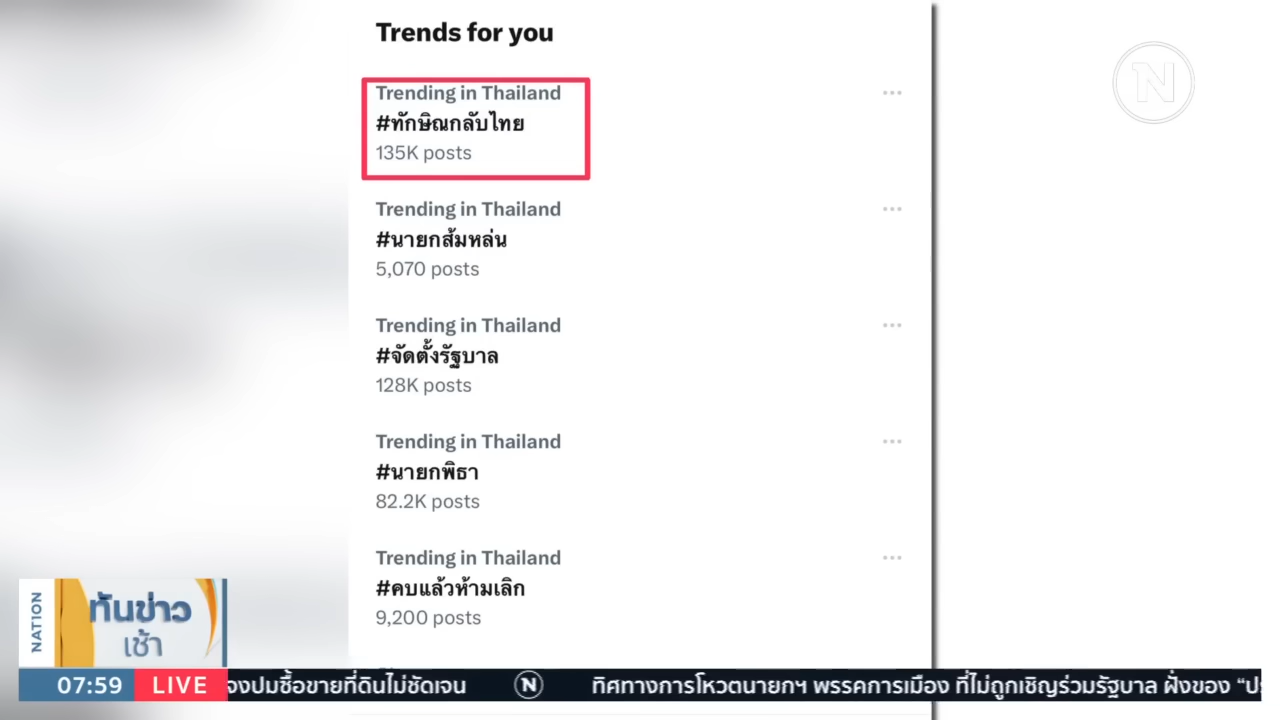 Trends for you
Trending in Thailand
#ทักษิณกลับไทย
135K posts
Trending in Thailand
#นายกส้มหล่น
5,070 posts
Trending in Thailand
#จัดตั้งรัฐบาล
128K posts
Trending in Thailand
#นายกพิธา
82.2K posts
Trending in Thailand
#คบแล้วห้ามเลิก
9,200 posts
N
NATION
ทันข่าว
เช้า
07:59 LIVE จงปมซื้อขายที่ดินไม่ชัดเจน N ทิศทางการโหวตนายกฯ พรรคการเมือง ที่ไม่ถูกเชิญร่วมรัฐบาล ฝั่งของ